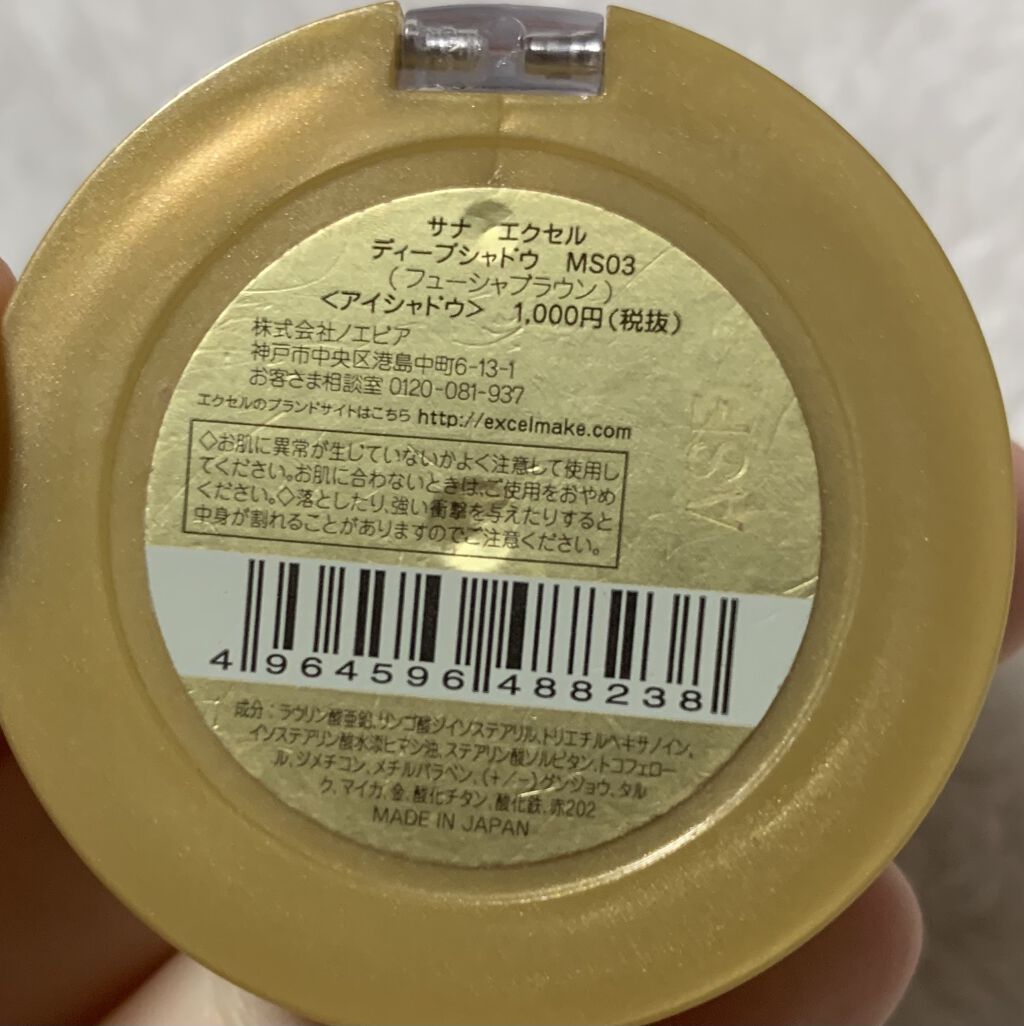 サナ エクセル
ディープシャドウ MS03
(フューシャブラウン)
<アイシャドウ> 1,000円(税抜)
株式会社ノエビア
神戸市中央区港島中町6-13-1
お客さま相談室 0120-081-937
エクセルのブランドサイトはこちら http://excelmake.com
◇お肌に異常が生じていないかよく注意して使用し
てください。お肌に合わないときは、ご使用をおやめ
ください。◇落としたり、強い衝撃を与えたりすると
中身が割れることがありますのでご注意ください。
4964596488238
成分:ラウリン酸亜鉛,リンゴ酸ジイソステアリル,トリエチルヘキサノイン,
イソステアリン酸水添ヒマシ油,ステアリン酸ソルビタン,トコフェロー
ル,ジメチコン,メチルパラベン,(+/-)グンジョウ,タル
ク,マイカ,金,酸化チタン,酸化鉄,赤202
MADE IN JAPAN